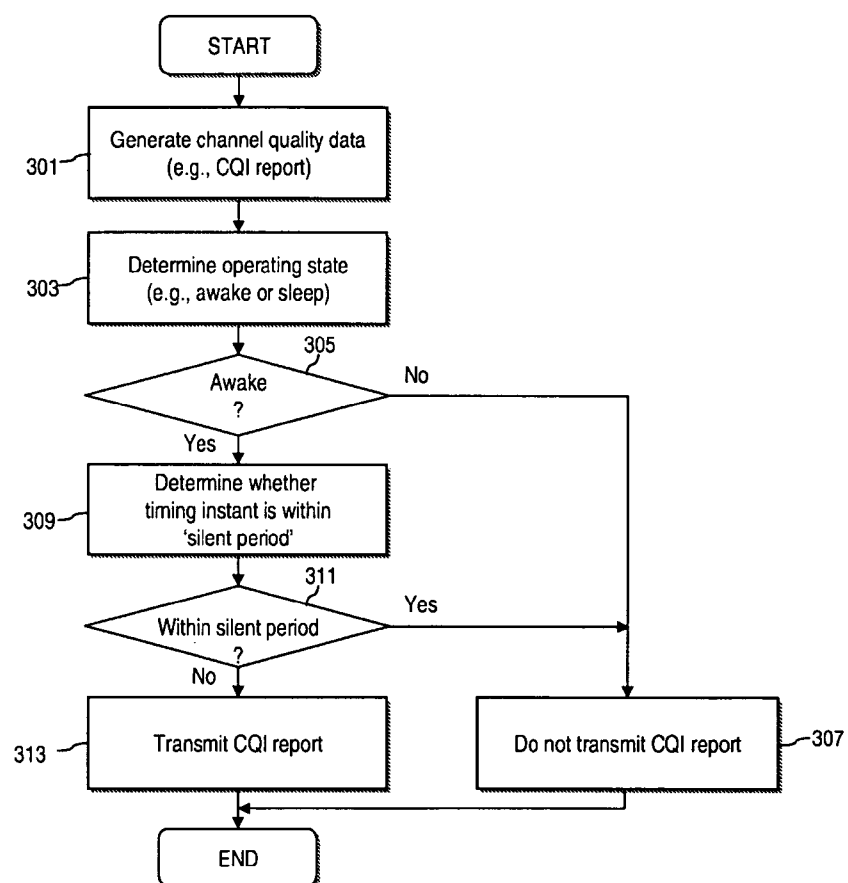 START
Generate channel quality data
(e.g., CQI report)
301
Determine operating state
(e.g., awake or sleep)
303
305
Awake
?
No
Yes
Determine whether
timing instant is within
‘silent period’
309
311
Within silent period
?
Yes
No
Transmit CQI report
313
Do not transmit CQI report
307
END